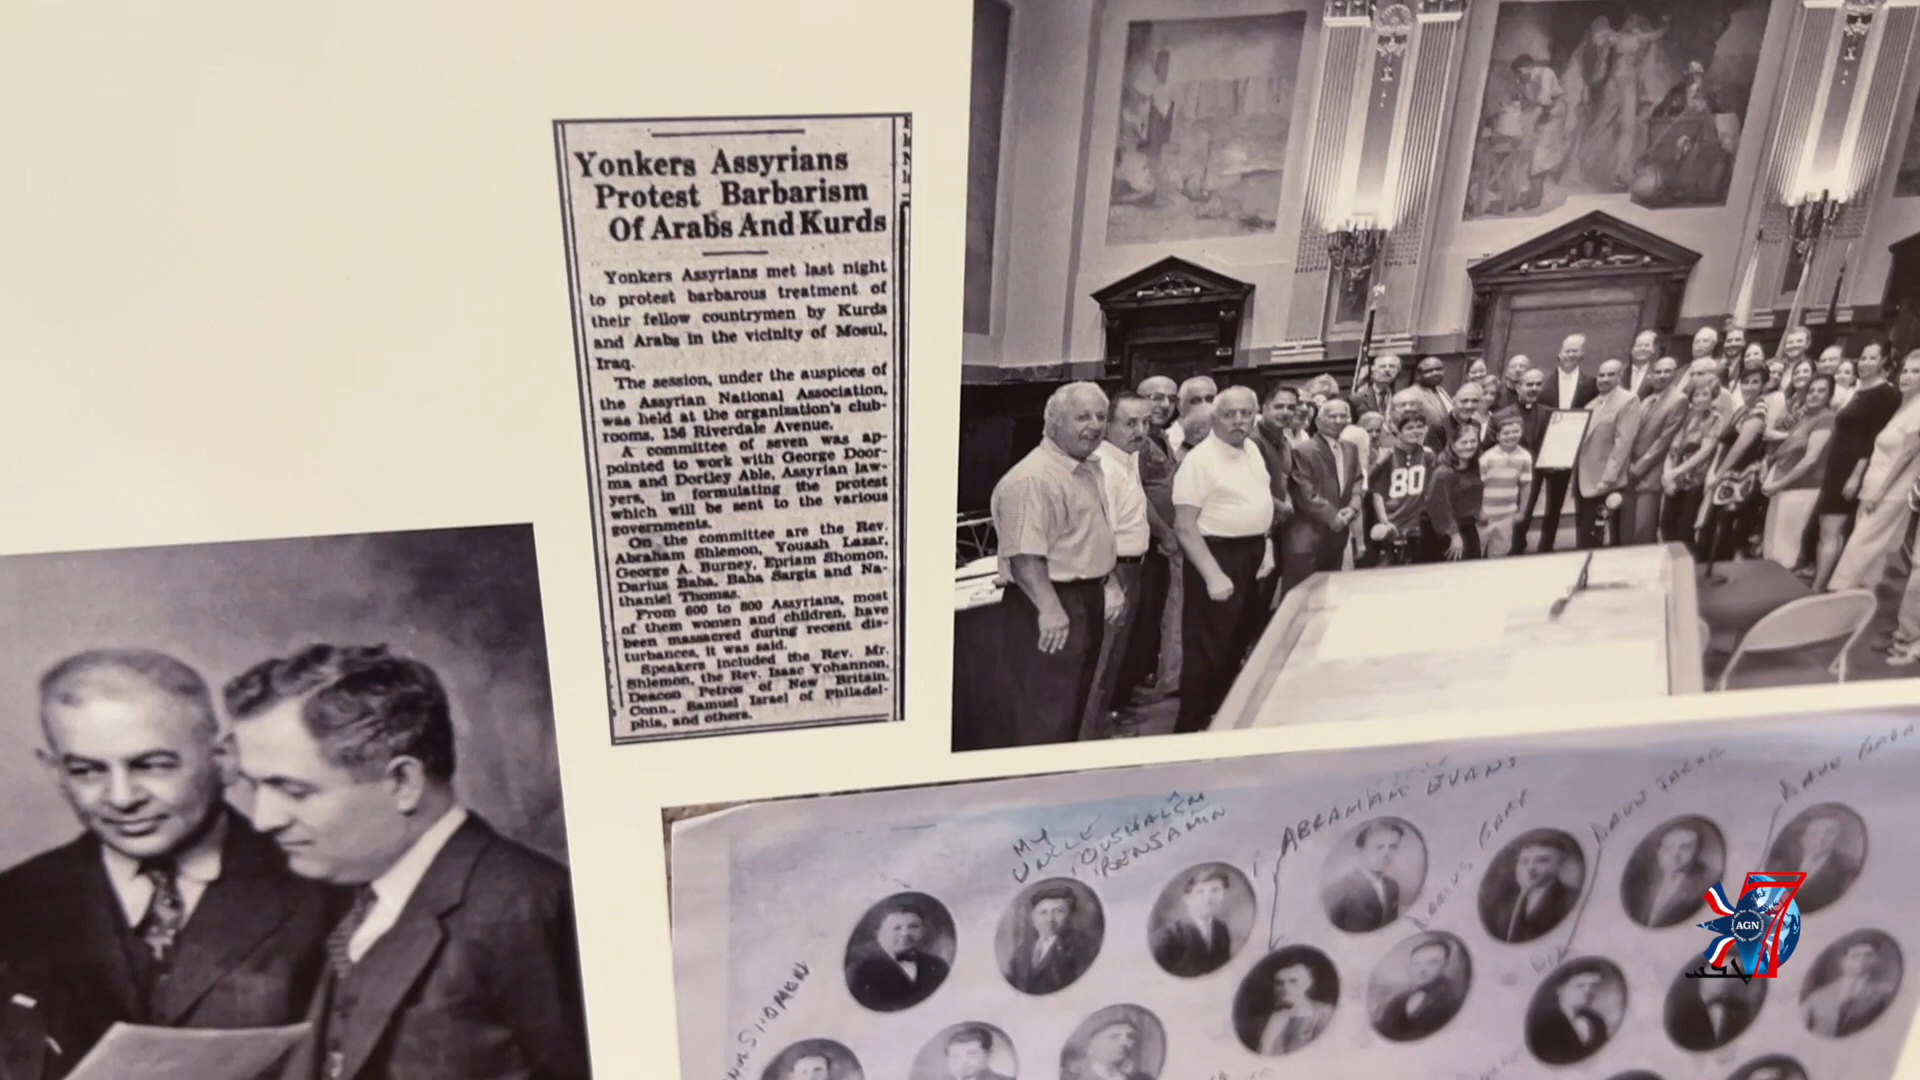 Yonkers Assyrians
Protest Barbarism
Of Arabs And Kurds
Yonkers Assyrians met last night
to protest barbarous treatment of
their fellow countrymen by Kurds
and Arabs in the vicinity of Mosul,
Iraq.
The session, under the auspices of
the Assyrian National Association,
was held at the organization's club-
rooms, 156 Riverdale Avenue.
A committee of seven was ap-
pointed to work with George Door-
ma and Dortley Able, Assyrian law-
yers, in formulating the protest
which will be sent to the various
governments.
On the committee are the Rev.
Abraham Shlemon, Youash Lazar,
George A. Burney, Epriam Shomon,
Darius Baba, Baba Sargis and Na-
thaniel Thomas.
From 600 to 800 Assyrians, most
of them women and children, have
been massacred during recent dis-
turbances, it was said.
Speakers included the Rev. Mr.
Shlemon, the Rev. Isaac Yohannon,
Deacon Petros of New Britain,
Conn., Samuel Israel of Philadel-
phia, and others.
80
MY
UNCLE
BENJAMIN
ABRAHAM EVANS
AGN
7